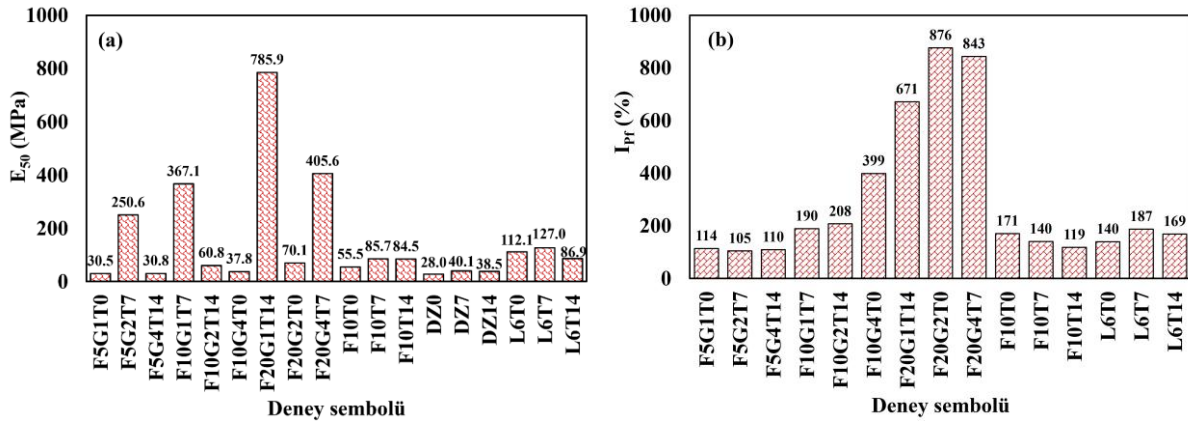 (a)
E₅₀ (MPa)
1000
800
600
400
200
0
30.5
250.6
30.8
367.1
60.8
37.8
785.9
70.1
405.6
55.5
85.7
84.5
28.0
40.1
38.5
112.1
127.0
86.9
F5G1T0
F5G2T7
F5G4T14
F10G1T7
F10G2T14
F10G4T0
F20G1T14
F20G2T0
F20G4T7
F10T0
F10T7
F10T14
DZ0
DZ7
DZ14
L6T0
L6T7
L6T14
Deney sembolü
(b)
I_Pf (%)
1000
800
600
400
200
0
114
105
110
190
208
399
671
876
843
171
140
119
140
187
169
F5G1T0
F5G2T7
F5G4T14
F10G1T7
F10G2T14
F10G4T0
F20G1T14
F20G2T0
F20G4T7
F10T0
F10T7
F10T14
L6T0
L6T7
L6T14
Deney sembolü